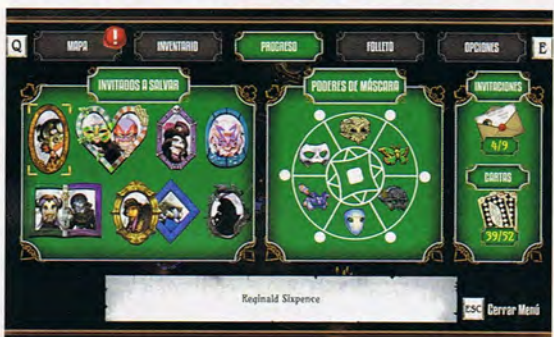 Q
MAPA
INVENTARIO
PROGRESO
FOLLETO
OPCIONES
E
INVITADOS A SALVAR
PODERES DE MÁSCARA
INVITACIONES
4/9
CARTAS
39/52
Reginald Sixpence
ESC Cerrar Menú